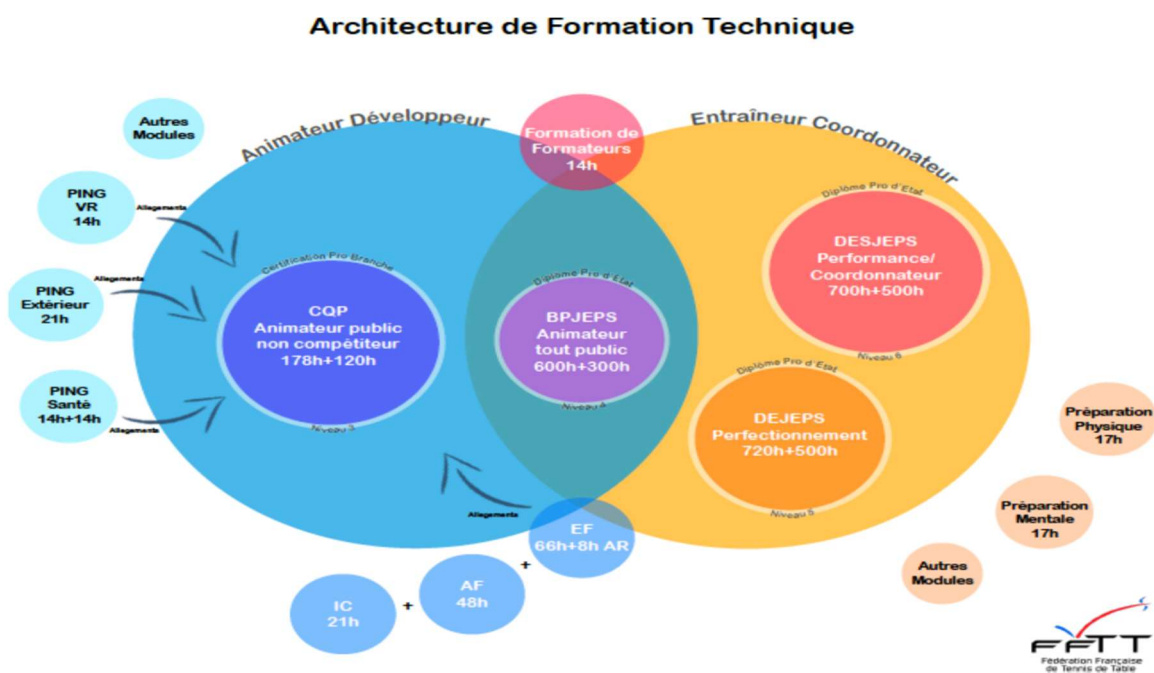 Architecture de Formation Technique
Animateur Développeur
Entraîneur Coordonnateur
Autres
Modules
PING
VR
14h
Allegements
PING
Extérieur
21h
Allegements
PING
Santé
14h+14h
Allegements
Certification Pro Branche
CQP
Animateur public
non compétiteur
178h+120h
Niveau 3
Formation de
Formateurs
14h
Diplôme Pro d'Etat
BPJEPS
Animateur
tout public
600h+300h
Niveau 4
Diplôme Pro d'Etat
DESJEPS
Performance/
Coordonnateur
700h+500h
Niveau 6
Diplôme Pro d'Etat
DEJEPS
Perfectionnement
720h+500h
Niveau 5
Allegements
EF
66h+8h AR
+
AF
48h
+
IC
21h
Préparation
Physique
17h
Préparation
Mentale
17h
Autres
Modules
FFTT
Fédération Française
de Tennis de Table